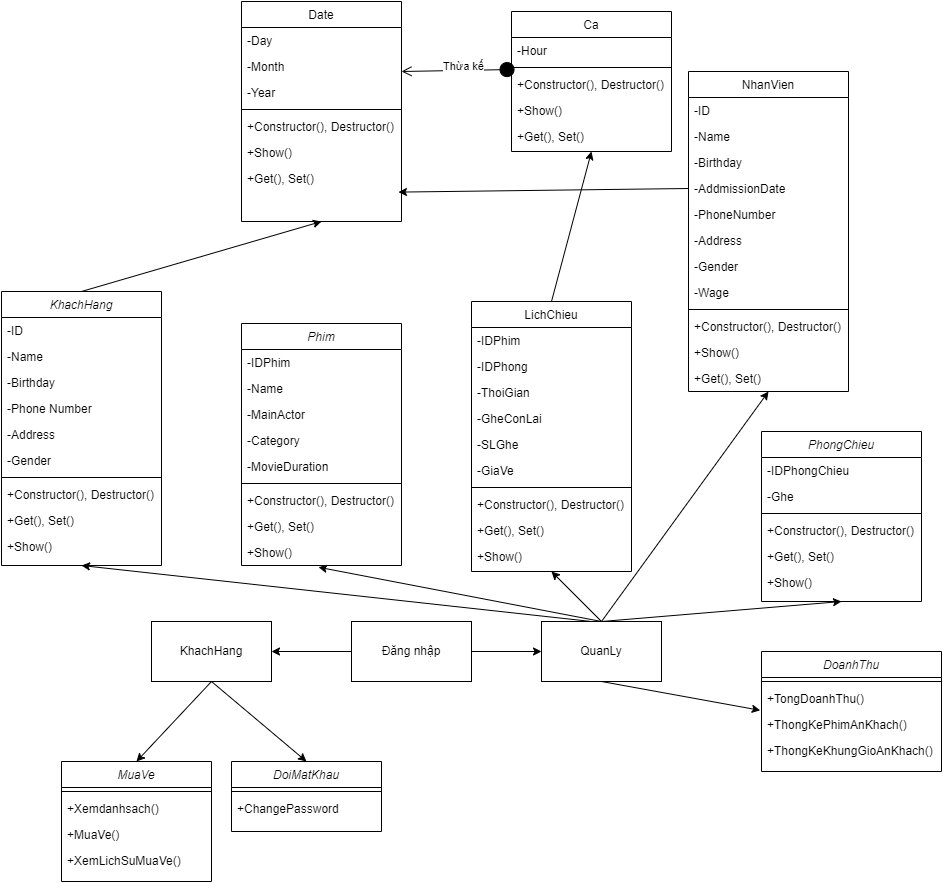 Date
-Day
-Month
-Year
+Constructor(), Destructor()
+Show()
+Get(), Set()
Thừa kế
Ca
-Hour
+Constructor(), Destructor()
+Show()
+Get(), Set()
NhanVien
-ID
-Name
-Birthday
-AddmissionDate
-PhoneNumber
-Address
-Gender
-Wage
+Constructor(), Destructor()
+Show()
+Get(), Set()
KhachHang
-ID
-Name
-Birthday
-Phone Number
-Address
-Gender
+Constructor(), Destructor()
+Get(), Set()
+Show()
Phim
-IDPhim
-Name
-MainActor
-Category
-MovieDuration
+Constructor(), Destructor()
+Get(), Set()
+Show()
LichChieu
-IDPhim
-IDPhong
-ThoiGian
-GheConLai
-SLGhe
-GiaVe
+Constructor(), Destructor()
+Get(), Set()
+Show()
PhongChieu
-IDPhongChieu
-Ghe
+Constructor(), Destructor()
+Get(), Set()
+Show()
KhachHang
Đăng nhập
QuanLy
DoanhThu
+TongDoanhThu()
+ThongKePhimAnKhach()
+ThongKeKhungGioAnKhach()
MuaVe
+Xemdanhsach()
+MuaVe()
+XemLichSuMuaVe()
DoiMatKhau
+ChangePassword